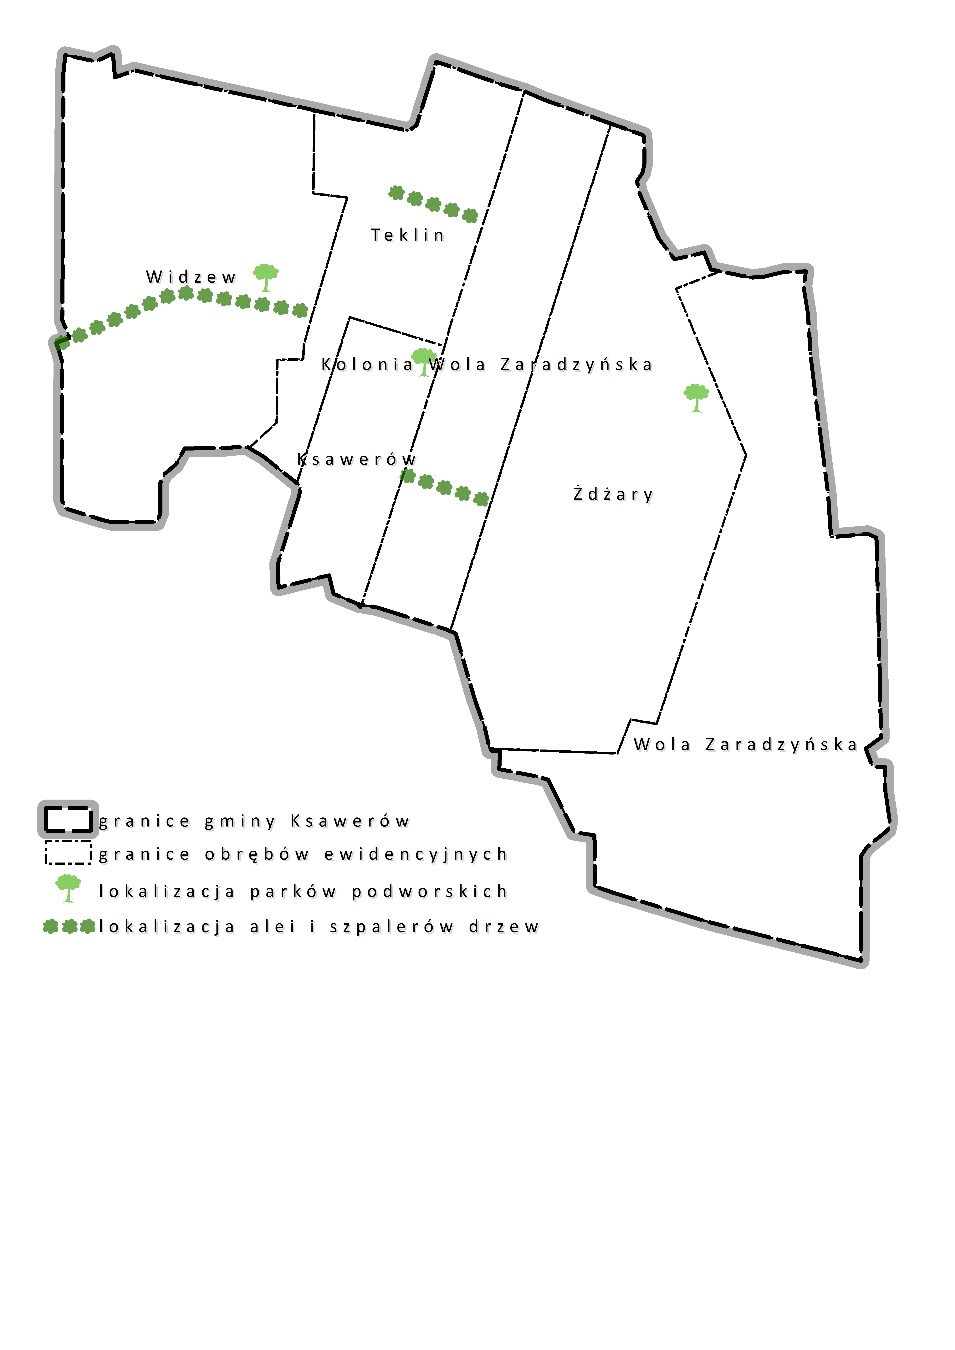 Teklin
Widzew
Kolonia Wola Zaradzyńska
Ksawerów
Żdżary
Wola Zaradzyńska
granice gminy Ksawerów
granice obrębów ewidencyjnych
lokalizacja parków podworskich
lokalizacja alei i szpalerów drzew